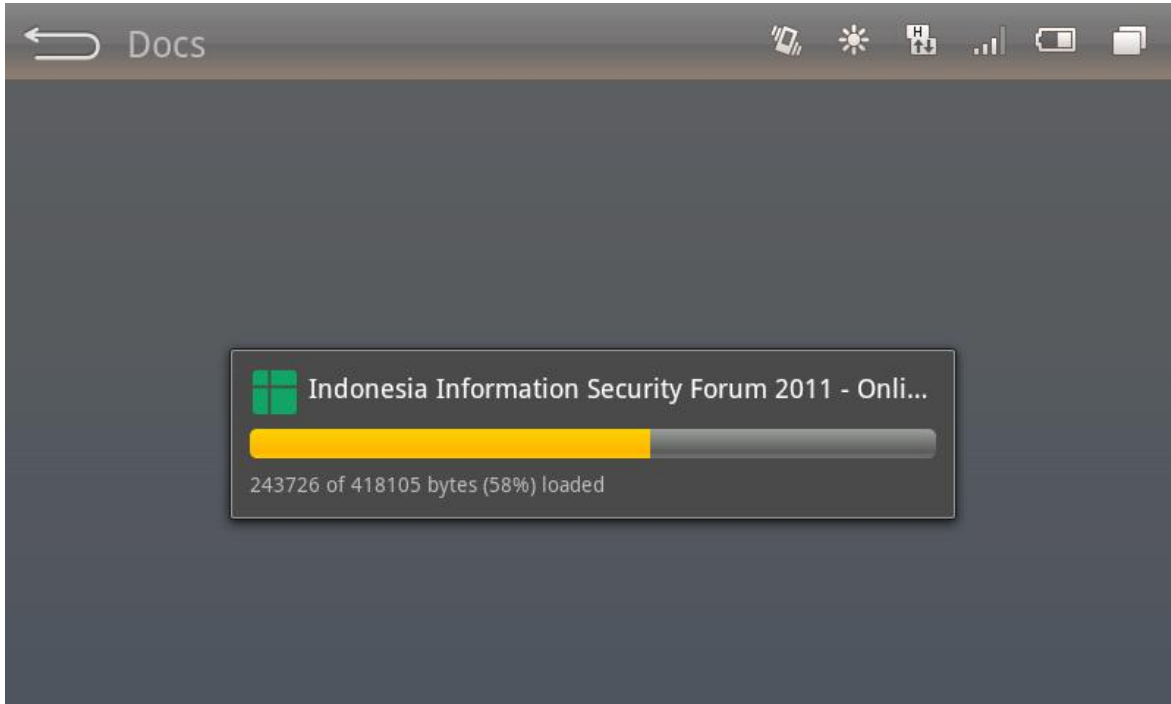 Docs
H
Indonesia Information Security Forum 2011 - Onli...
243726 of 418105 bytes (58%) loaded